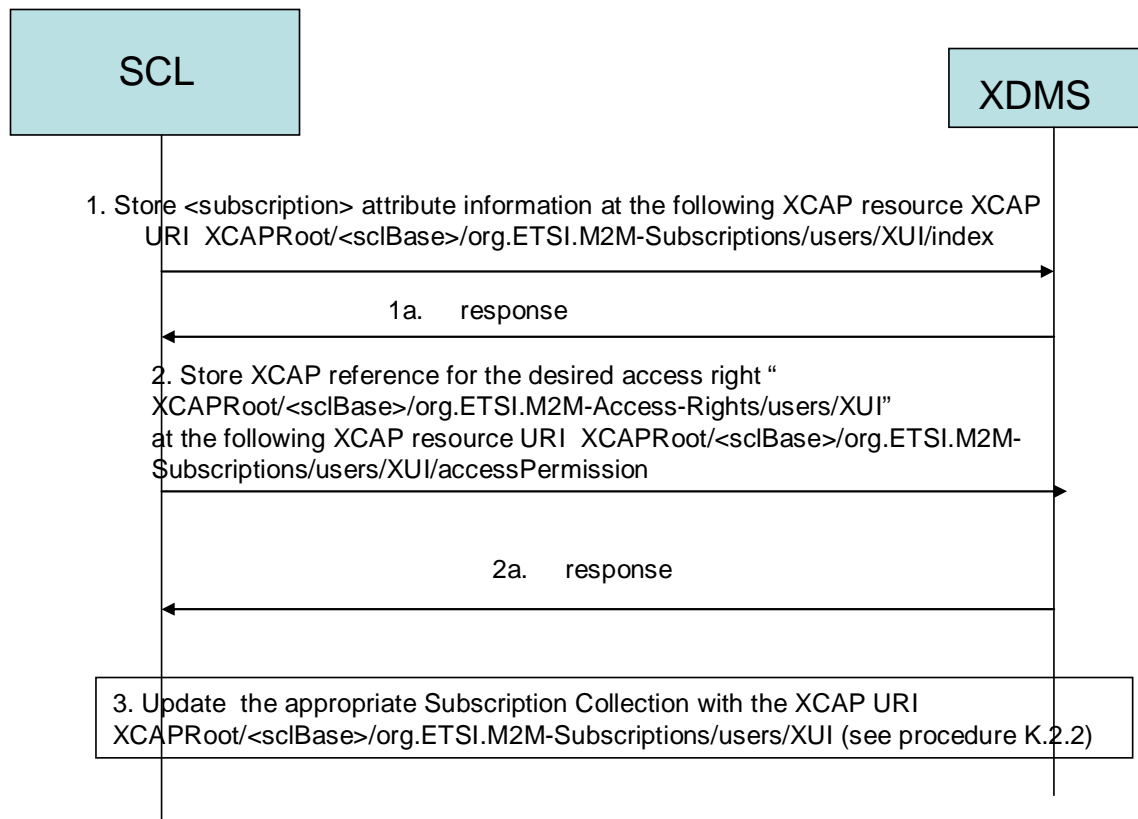 SCL
XDMS
1. Store <subscription> attribute information at the following XCAP resource XCAP
URI XCAPRoot/<sclBase>/org.ETSI.M2M-Subscriptions/users/XUI/index
1a. response
2. Store XCAP reference for the desired access right “
XCAPRoot/<sclBase>/org.ETSI.M2M-Access-Rights/users/XUI”
at the following XCAP resource URI XCAPRoot/<sclBase>/org.ETSI.M2M-
Subscriptions/users/XUI/accessPermission
2a. response
3. Update the appropriate Subscription Collection with the XCAP URI
XCAPRoot/<sclBase>/org.ETSI.M2M-Subscriptions/users/XUI (see procedure K.2.2)